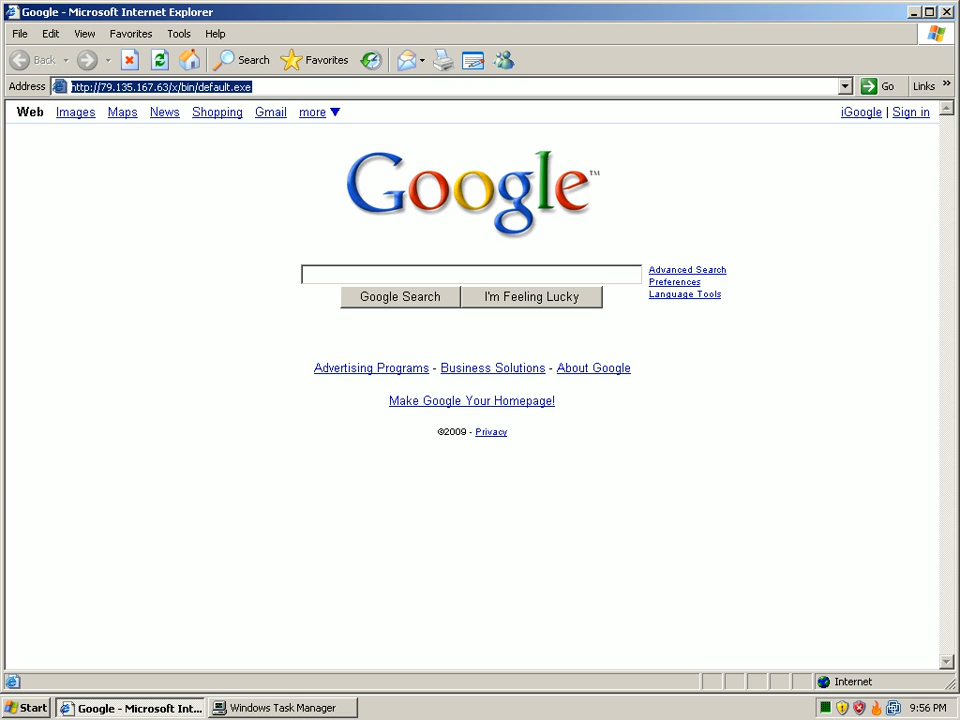 Google - Microsoft Internet Explorer
File Edit View Favorites Tools Help
Back Search Favorites
Address http://79.135.167.63/x/bin/default.exe Go Links »
Web Images Maps News Shopping Gmail more ▼ iGoogle | Sign in
Google™
Advanced Search
Preferences
Language Tools
Google Search I'm Feeling Lucky
Advertising Programs - Business Solutions - About Google
Make Google Your Homepage!
©2009 - Privacy
Internet
Start Google - Microsoft Int... Windows Task Manager 9:56 PM